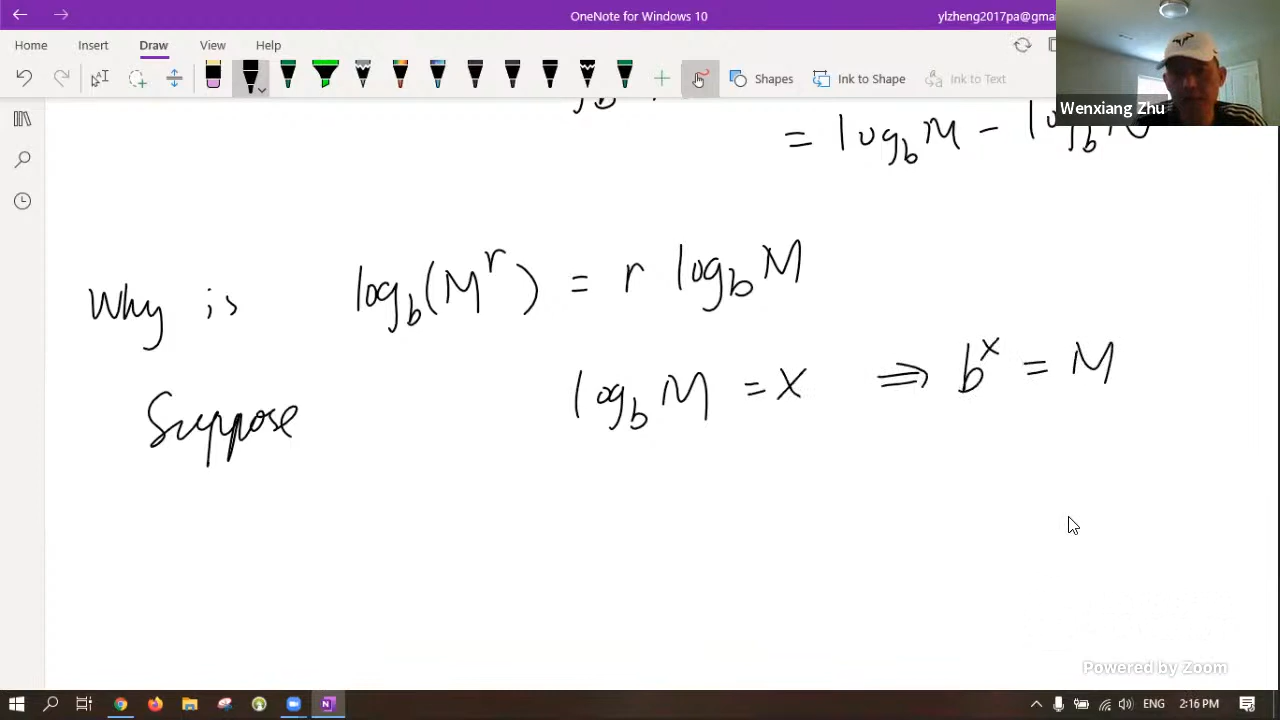 OneNote for Windows 10
Home Insert Draw View Help
Shapes Ink to Shape Ink to Text
Wenxiang Zhu
= log_b M -
Why is log_b(M^r) = r log_b M
Suppose log_b M = x ⇒ b^x = M
Powered by Zoom
ENG 2:16 PM